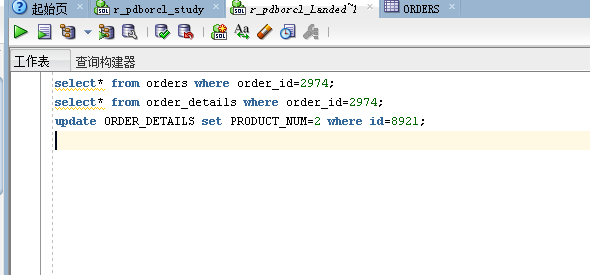 起始页 r_pdborcl_study r_pdborcl_Landed~1 ORDERS
工作表 查询构建器
select* from orders where order_id=2974;
select* from order_details where order_id=2974;
update ORDER_DETAILS set PRODUCT_NUM=2 where id=8921;